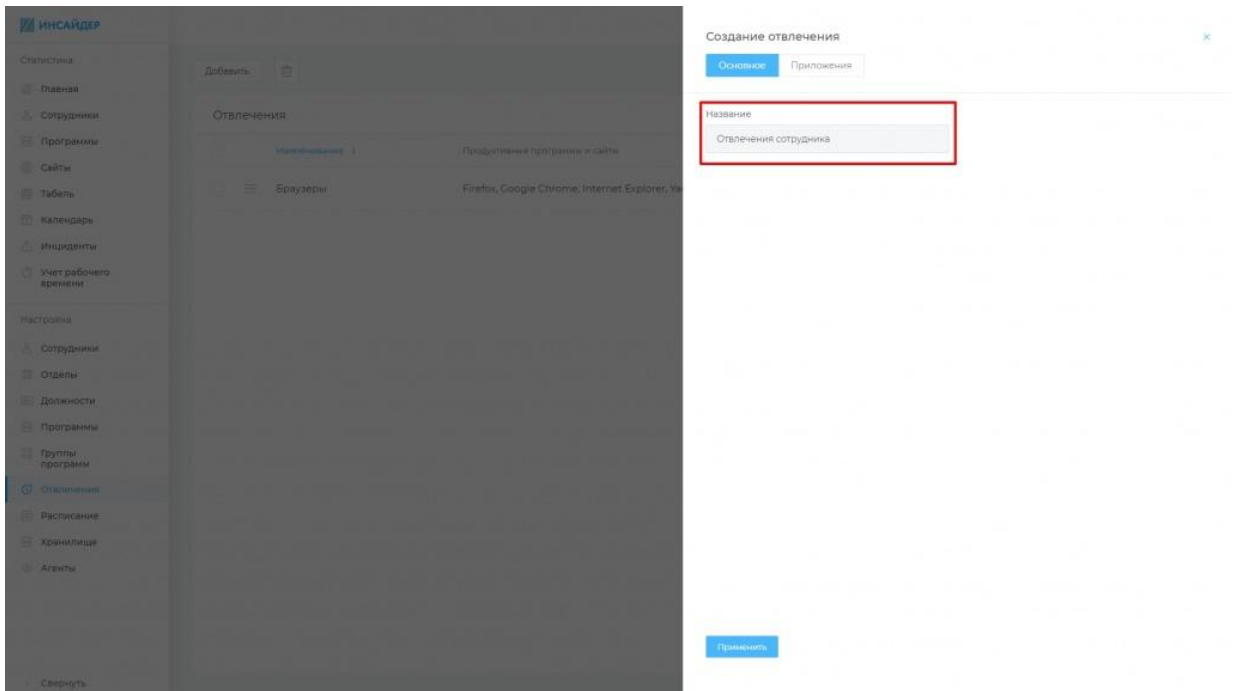 ИНСАЙДЕР
Статистика
Главная
Сотрудники
Программы
Сайты
Табель
Календарь
Инциденты
Учет рабочего
времени
Настройка
Сотрудники
Отделы
Должности
Программы
Группы
программ
Отвлечения
Расписание
Хранилище
Агенты
Свернуть
Добавить
Отвлечения
Наименование
Продуктивные программы и сайты
Браузеры
Firefox, Google Chrome, Internet Explorer,
Создание отвлечения
Основное
Приложения
Название
Отвлечения сотрудника
Применить